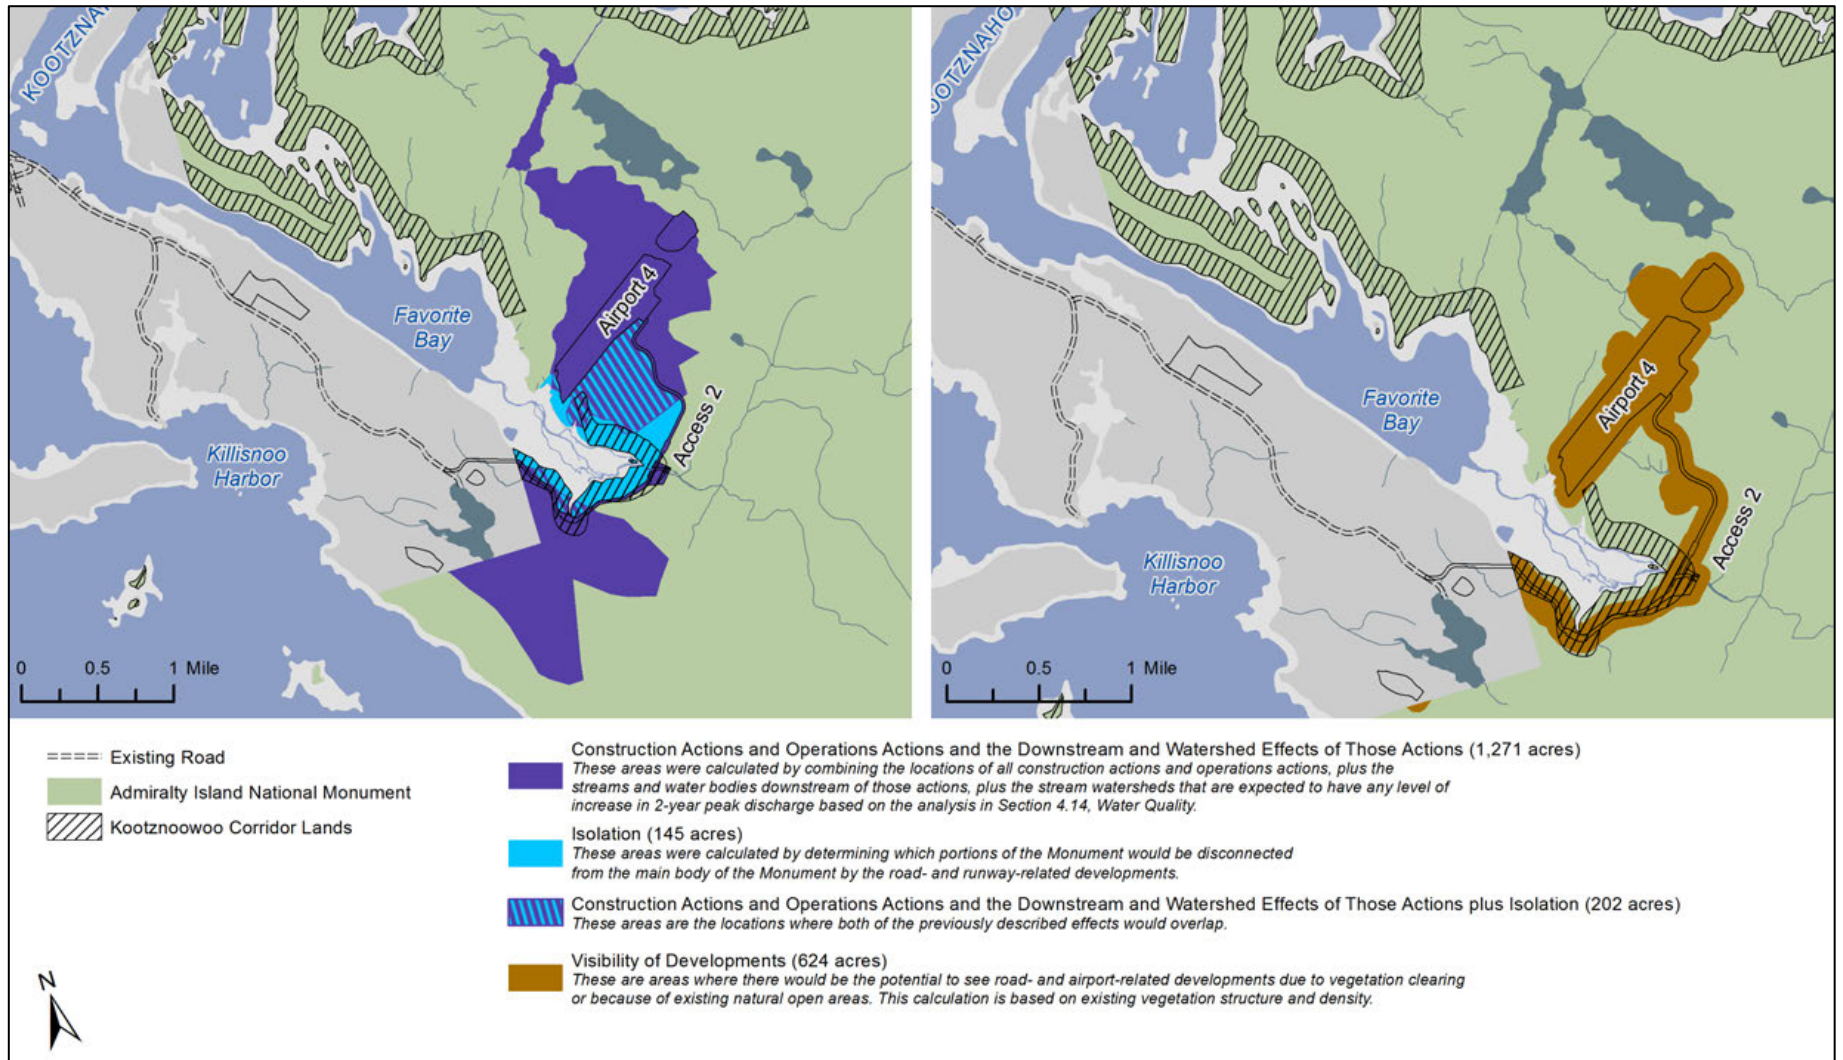 KOOTZNAH
Favorite
Bay
Airport 4
Access 2
Killisnoo
Harbor
0 0.5 1 Mile
OOTZNAHO
Favorite
Bay
Airport 4
Access 2
Killisnoo
Harbor
0 0.5 1 Mile
Existing Road
Admiralty Island National Monument
Kootznoowoo Corridor Lands
Construction Actions and Operations Actions and the Downstream and Watershed Effects of Those Actions (1,271 acres)
These areas were calculated by combining the locations of all construction actions and operations actions, plus the
streams and water bodies downstream of those actions, plus the stream watersheds that are expected to have any level of
increase in 2-year peak discharge based on the analysis in Section 4.14, Water Quality.
Isolation (145 acres)
These areas were calculated by determining which portions of the Monument would be disconnected
from the main body of the Monument by the road- and runway-related developments.
Construction Actions and Operations Actions and the Downstream and Watershed Effects of Those Actions plus Isolation (202 acres)
These areas are the locations where both of the previously described effects would overlap.
Visibility of Developments (624 acres)
These are areas where there would be the potential to see road- and airport-related developments due to vegetation clearing
or because of existing natural open areas. This calculation is based on existing vegetation structure and density.
N